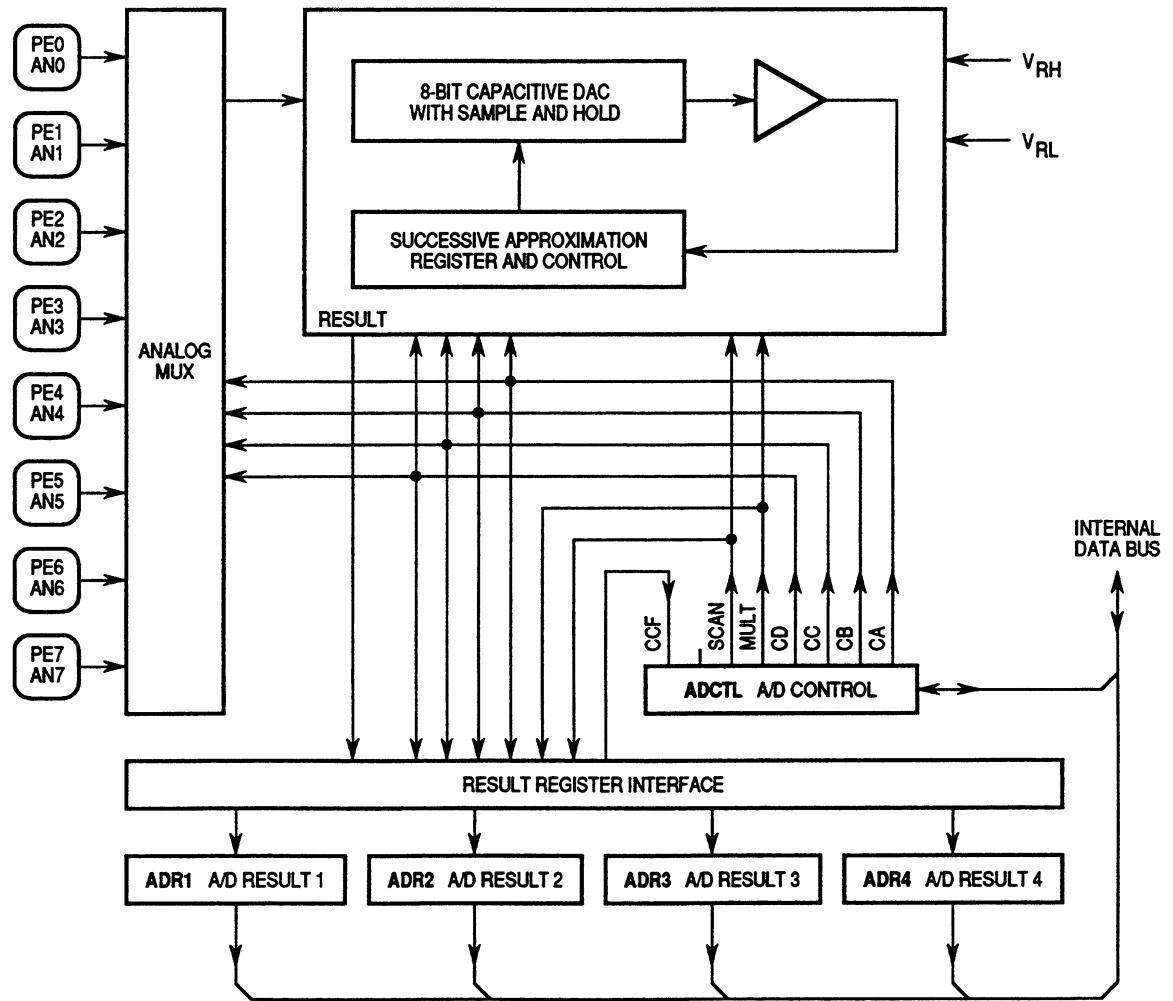 PE0
AN0
PE1
AN1
PE2
AN2
PE3
AN3
PE4
AN4
PE5
AN5
PE6
AN6
PE7
AN7
ANALOG
MUX
8-BIT CAPACITIVE DAC
WITH SAMPLE AND HOLD
SUCCESSIVE APPROXIMATION
REGISTER AND CONTROL
RESULT
VRH
VRL
INTERNAL
DATA BUS
CCF
SCAN
MULT
CD
CC
CB
CA
ADCTL A/D CONTROL
RESULT REGISTER INTERFACE
ADR1 A/D RESULT 1
ADR2 A/D RESULT 2
ADR3 A/D RESULT 3
ADR4 A/D RESULT 4